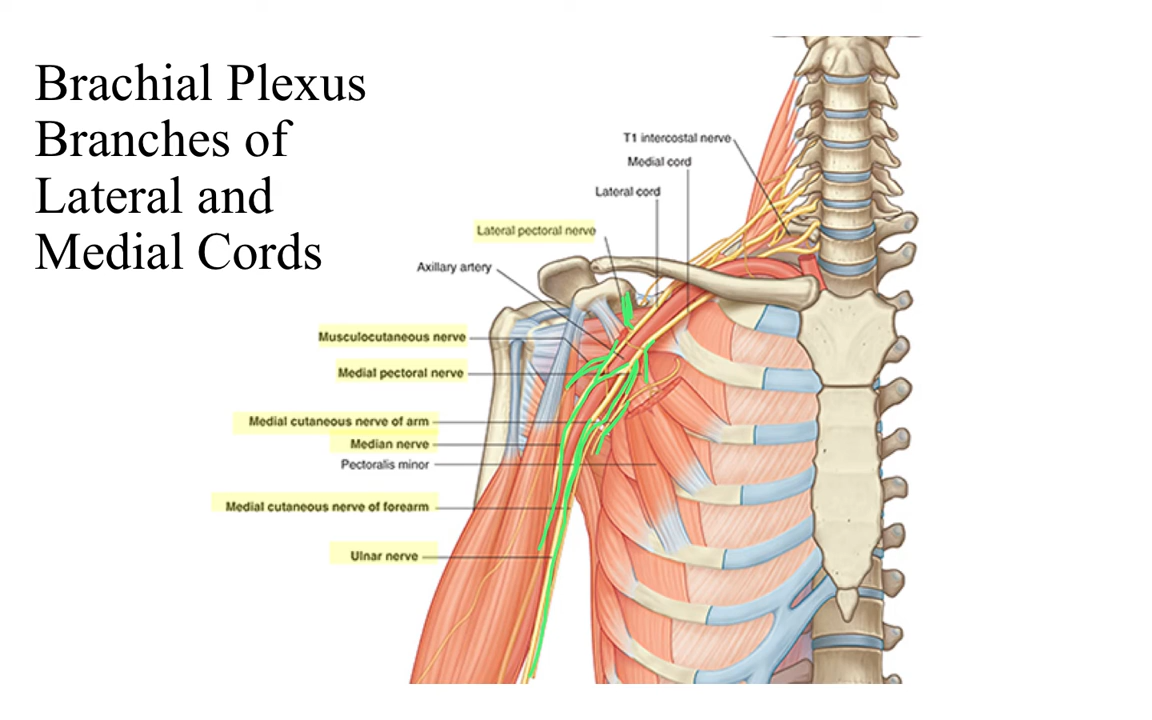 Brachial Plexus
Branches of
Lateral and
Medial Cords
T1 intercostal nerve
Medial cord
Lateral cord
Lateral pectoral nerve
Axillary artery
Musculocutaneous nerve
Medial pectoral nerve
Medial cutaneous nerve of arm
Median nerve
Pectoralis minor
Medial cutaneous nerve of forearm
Ulnar nerve